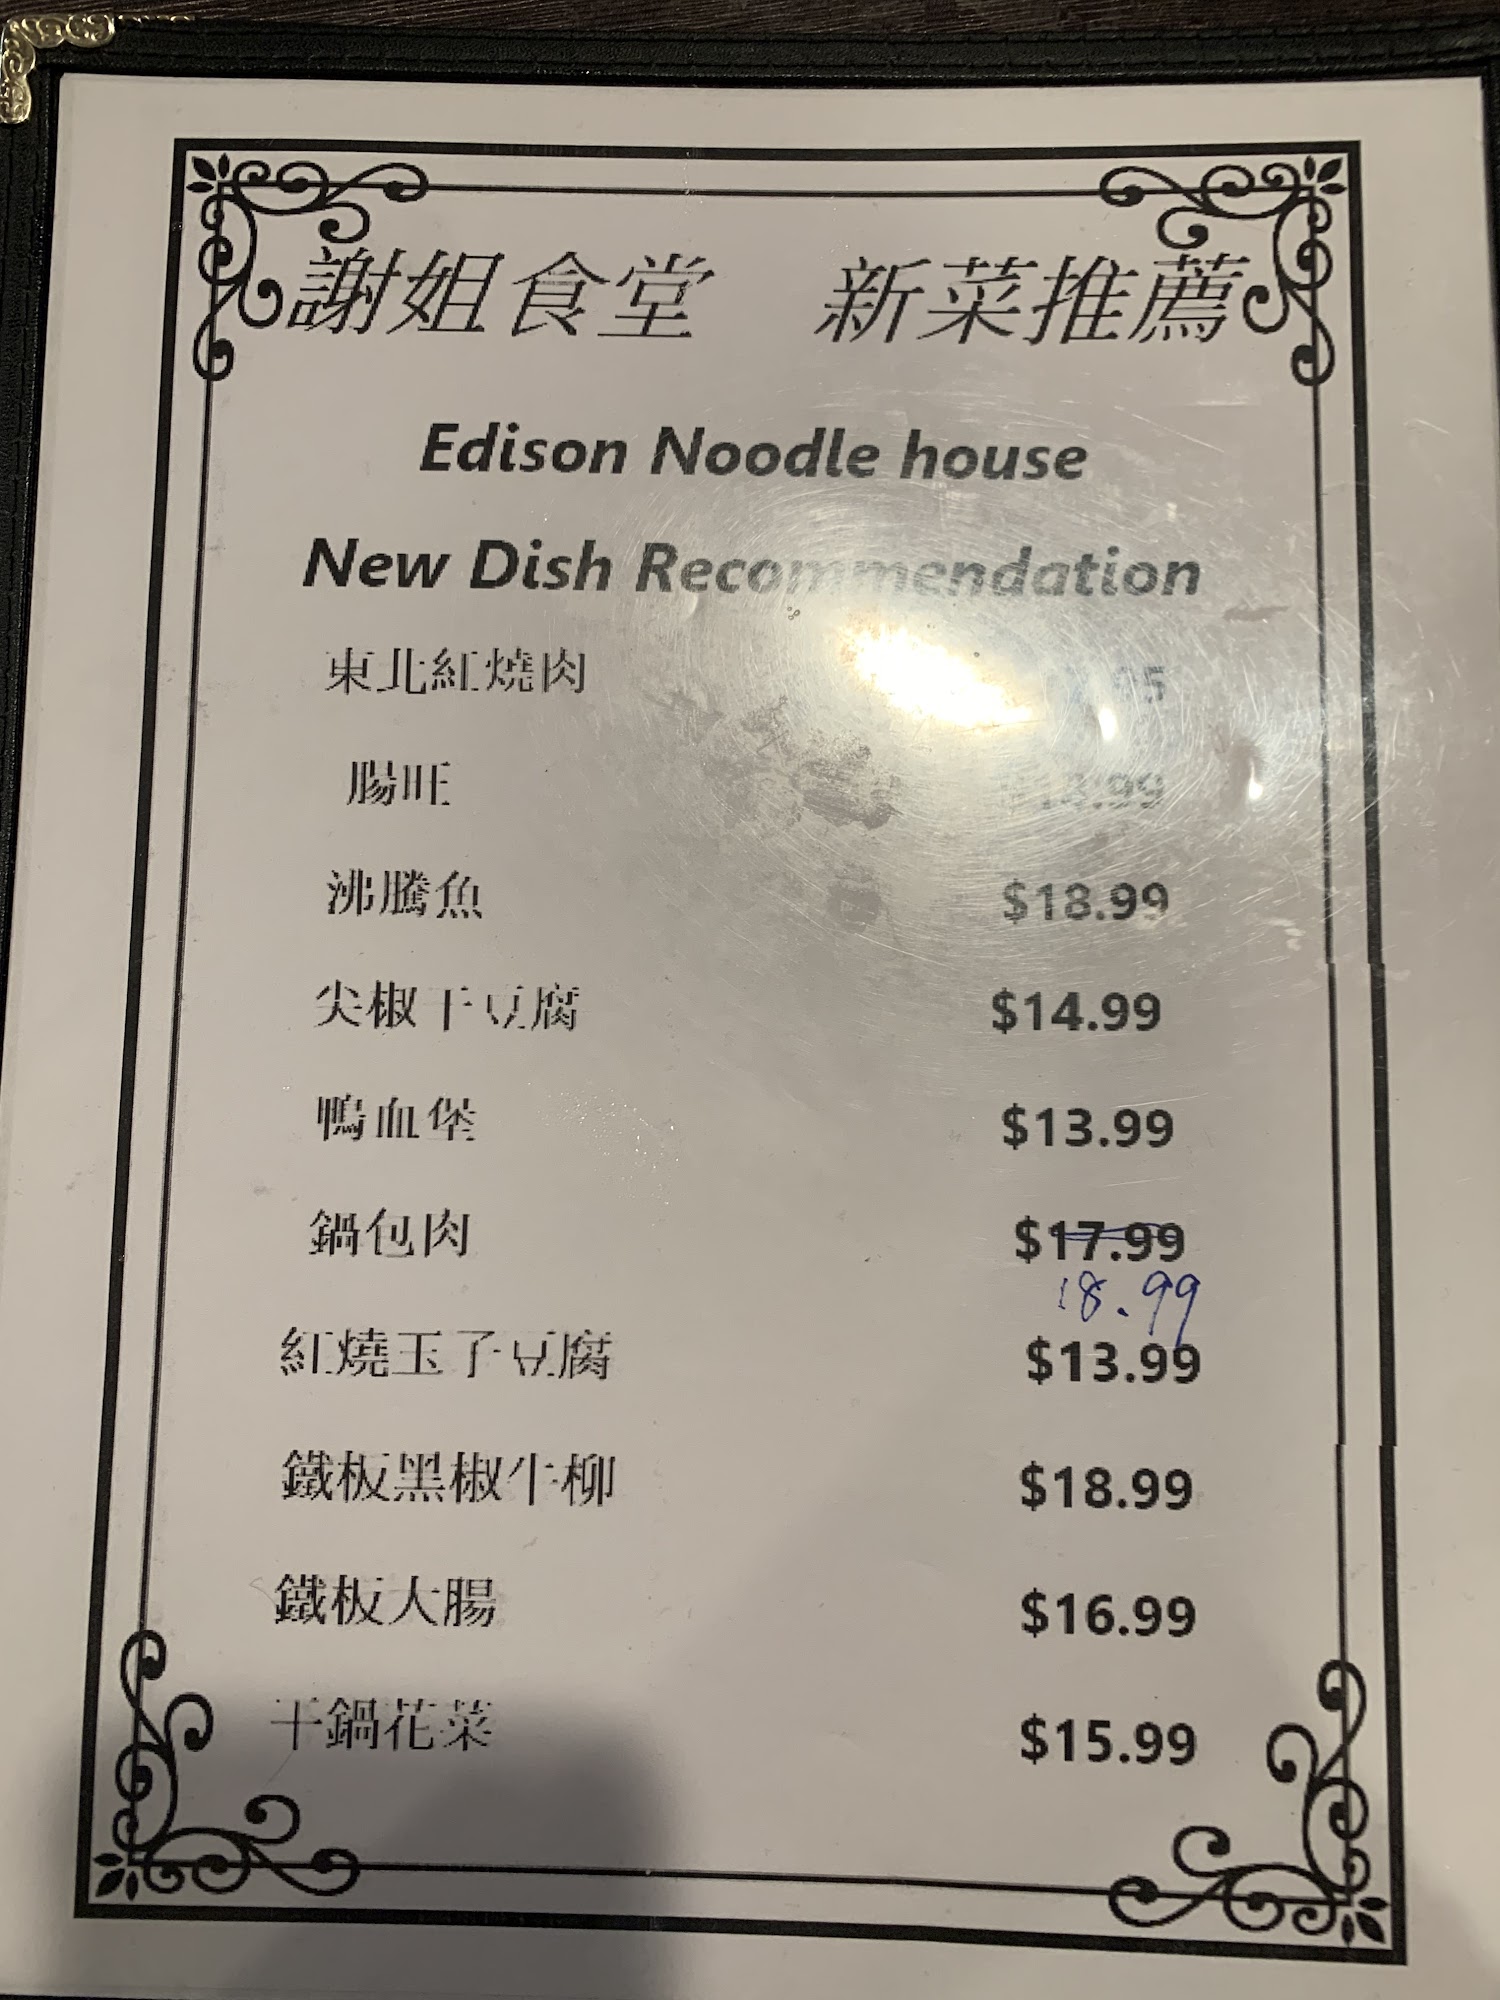 謝姐食堂 新菜推薦
Edison Noodle house
New Dish Recommendation
東北紅燒肉
腸旺
沸騰魚 $18.99
尖椒干豆腐 $14.99
鴨血堡 $13.99
鍋包肉 $17.99
18.99
紅燒玉子豆腐 $13.99
鐵板黑椒牛柳 $18.99
鐵板大腸 $16.99
干鍋花菜 $15.99